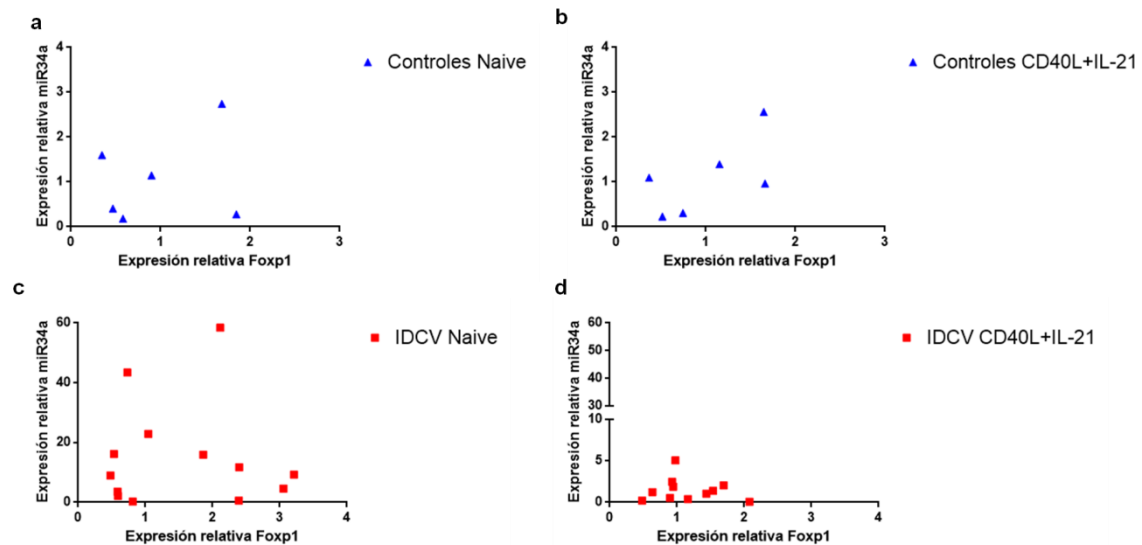 a
Expresión relativa miR34a
4
3
2
1
0
0 1 2 3
Expresión relativa Foxp1
Controles Naive
b
Expresión relativa miR34a
4
3
2
1
0
0 1 2 3
Expresión relativa Foxp1
Controles CD40L+IL-21
c
Expresión relativa miR34a
60
40
20
0
0 1 2 3 4
Expresión relativa Foxp1
IDCV Naive
d
Expresión relativa miR34a
60
50
40
30
10
5
0
0 1 2 3 4
Expresión relativa Foxp1
IDCV CD40L+IL-21